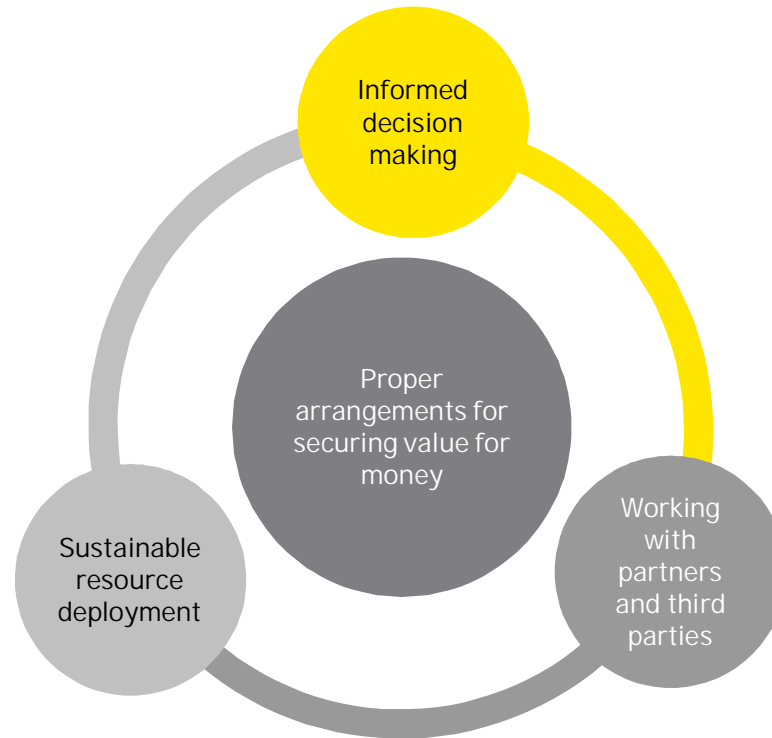 Informed
decision
making
Proper
arrangements for
securing value for
money
Sustainable
resource
deployment
Working
with
partners
and third
parties